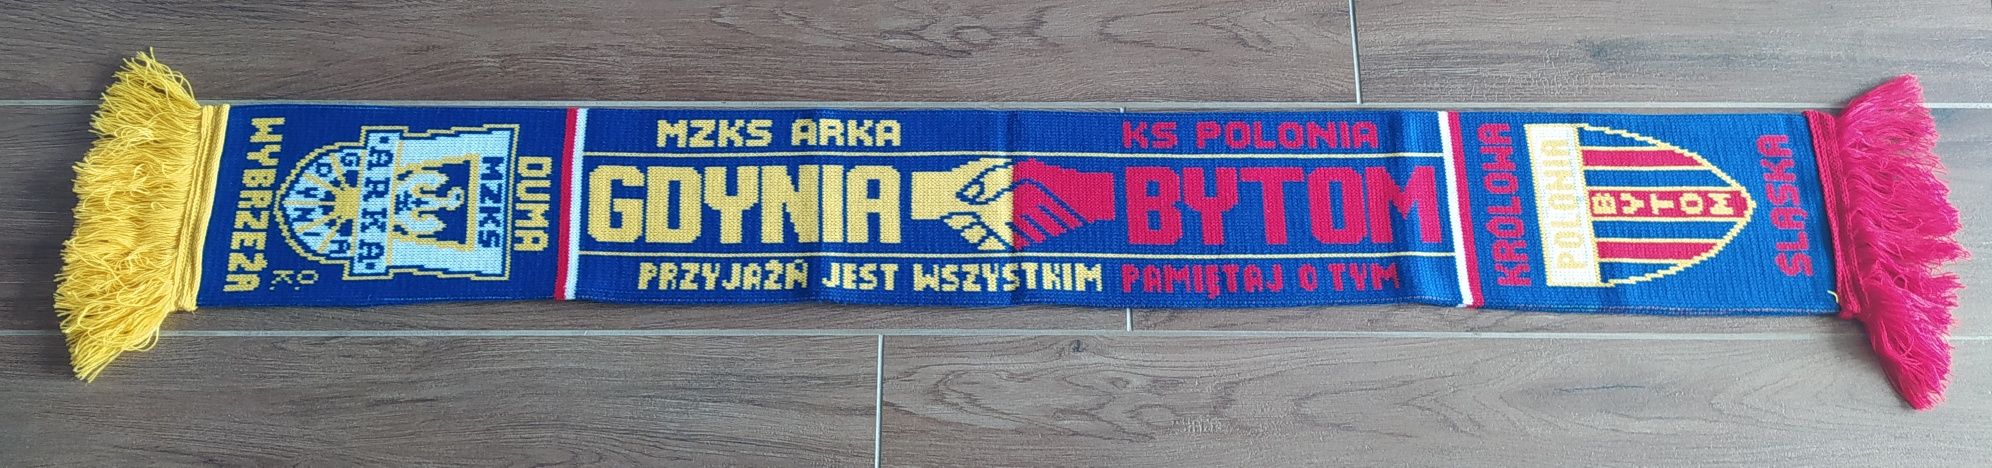 DUMA
WYBRZEŻA
MZKS
ARKA
GDYNIA
O.K.
MZKS ARKA
GDYNIA
PRZYJAŹŃ JEST WSZYSTKIM
KS POLONIA
BYTOM
PAMIĘTAJ O TYM
KRÓLOWA
ŚLĄSKA
POLONIA
BYTOM